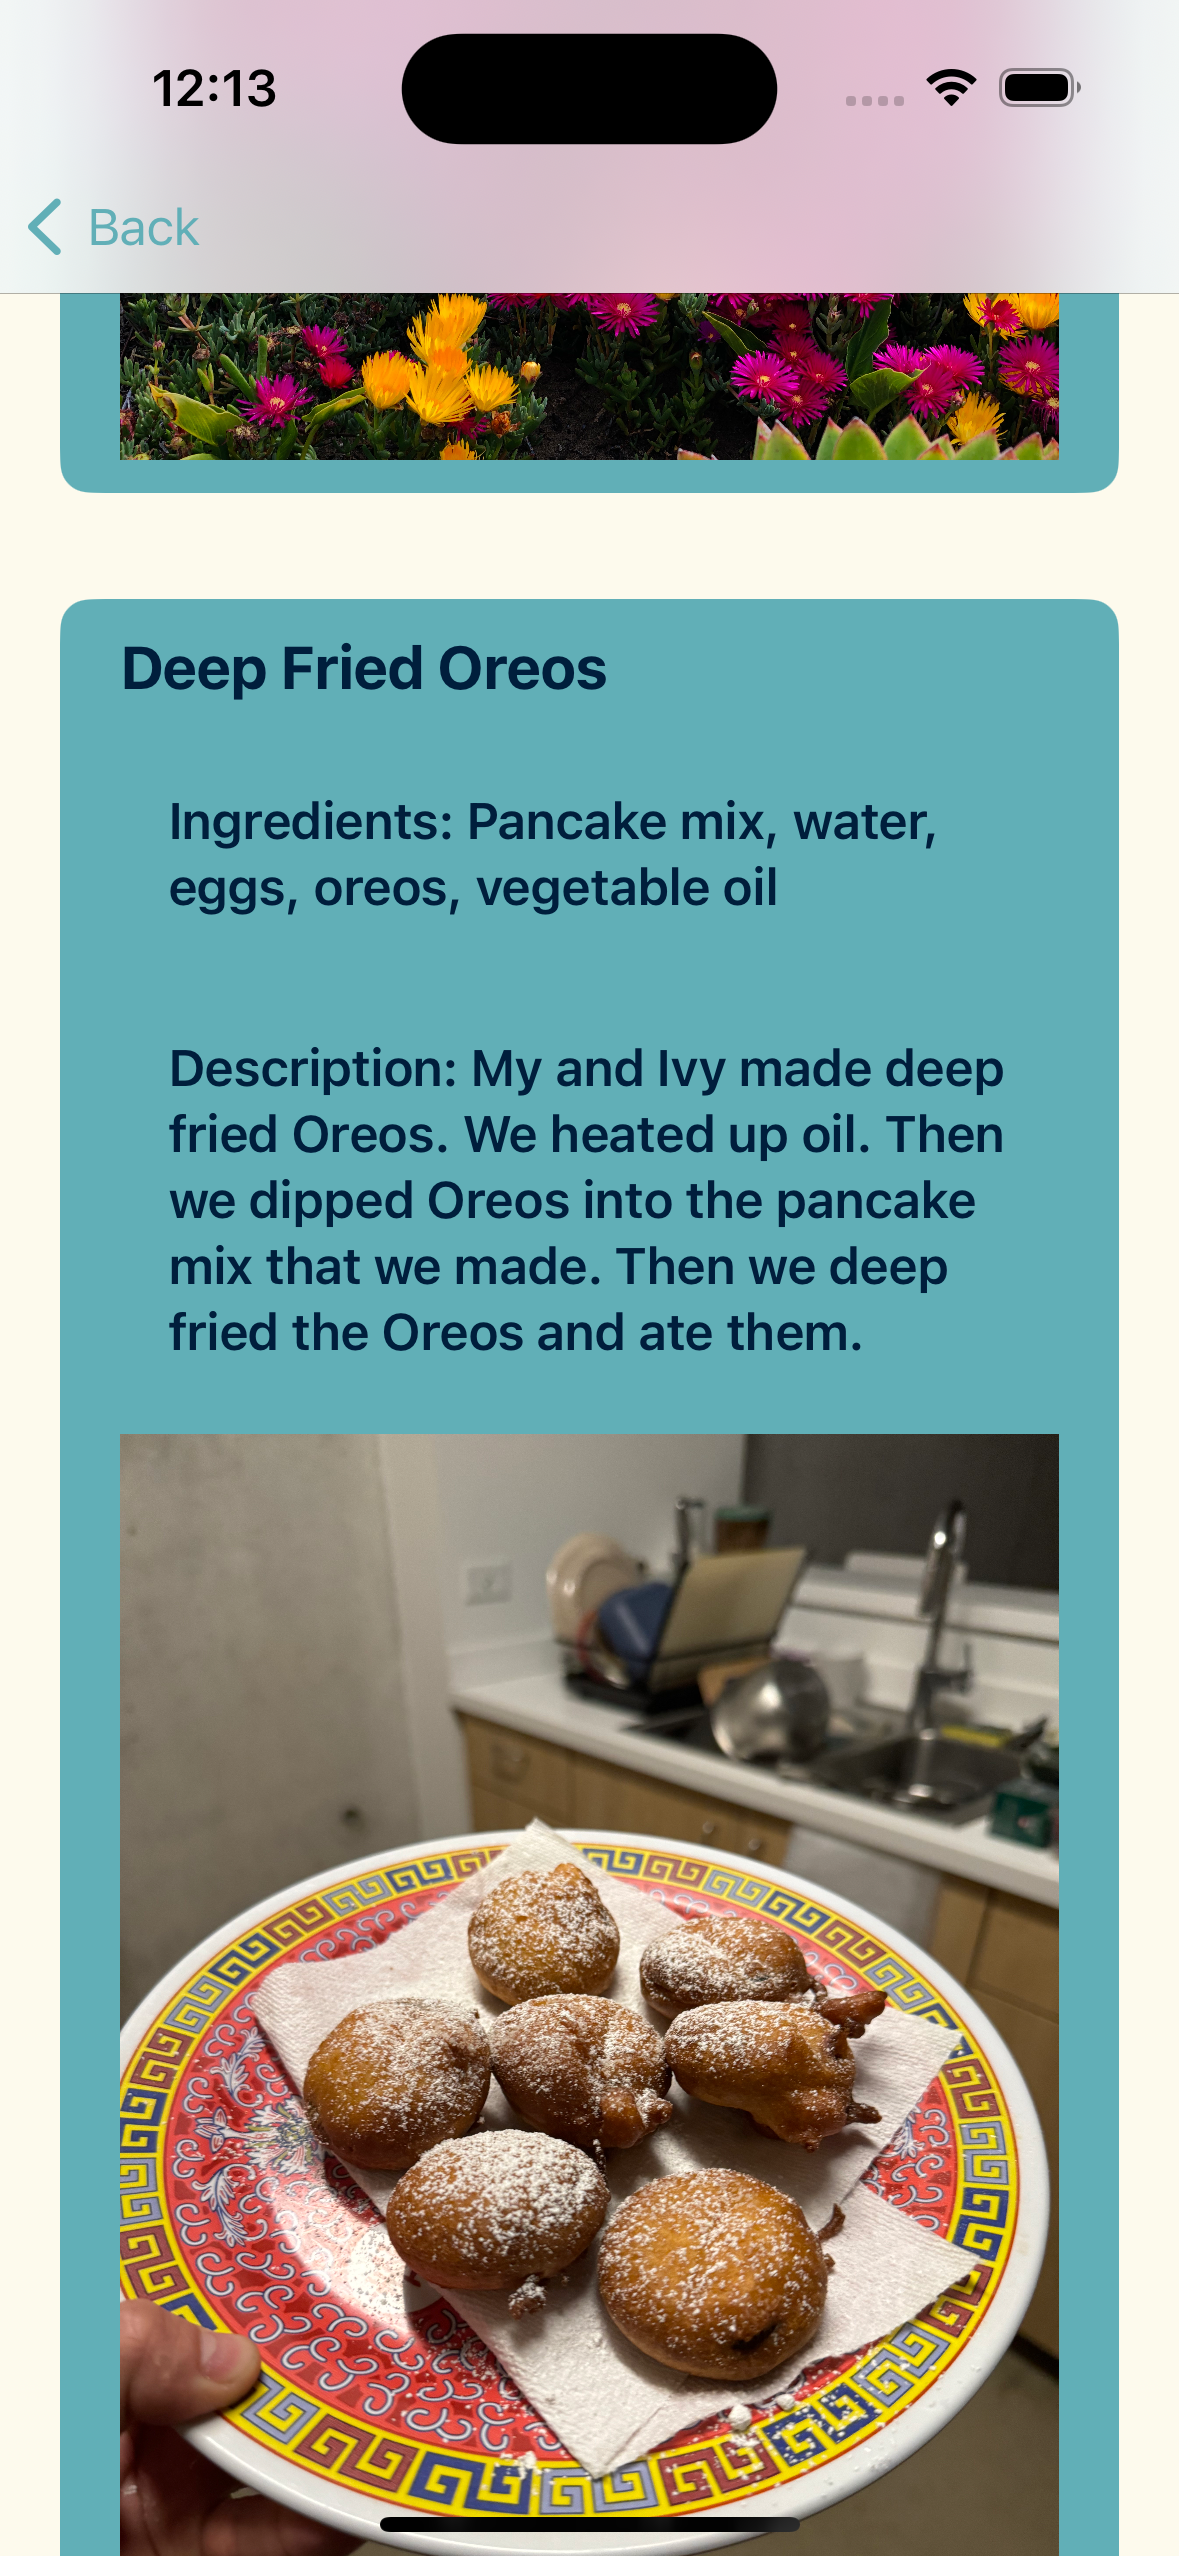 12:13
Back
Deep Fried Oreos
Ingredients: Pancake mix, water,
eggs, oreos, vegetable oil
Description: My and Ivy made deep
fried Oreos. We heated up oil. Then
we dipped Oreos into the pancake
mix that we made. Then we deep
fried the Oreos and ate them.